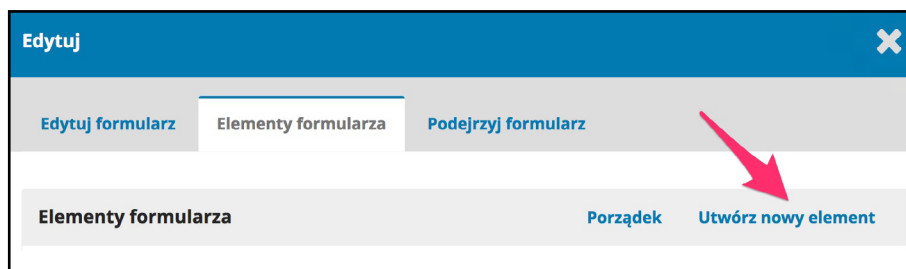 Edytuj
Edytuj formularz Elementy formularza Podejrzyj formularz
Elementy formularza Porządek Utwórz nowy element